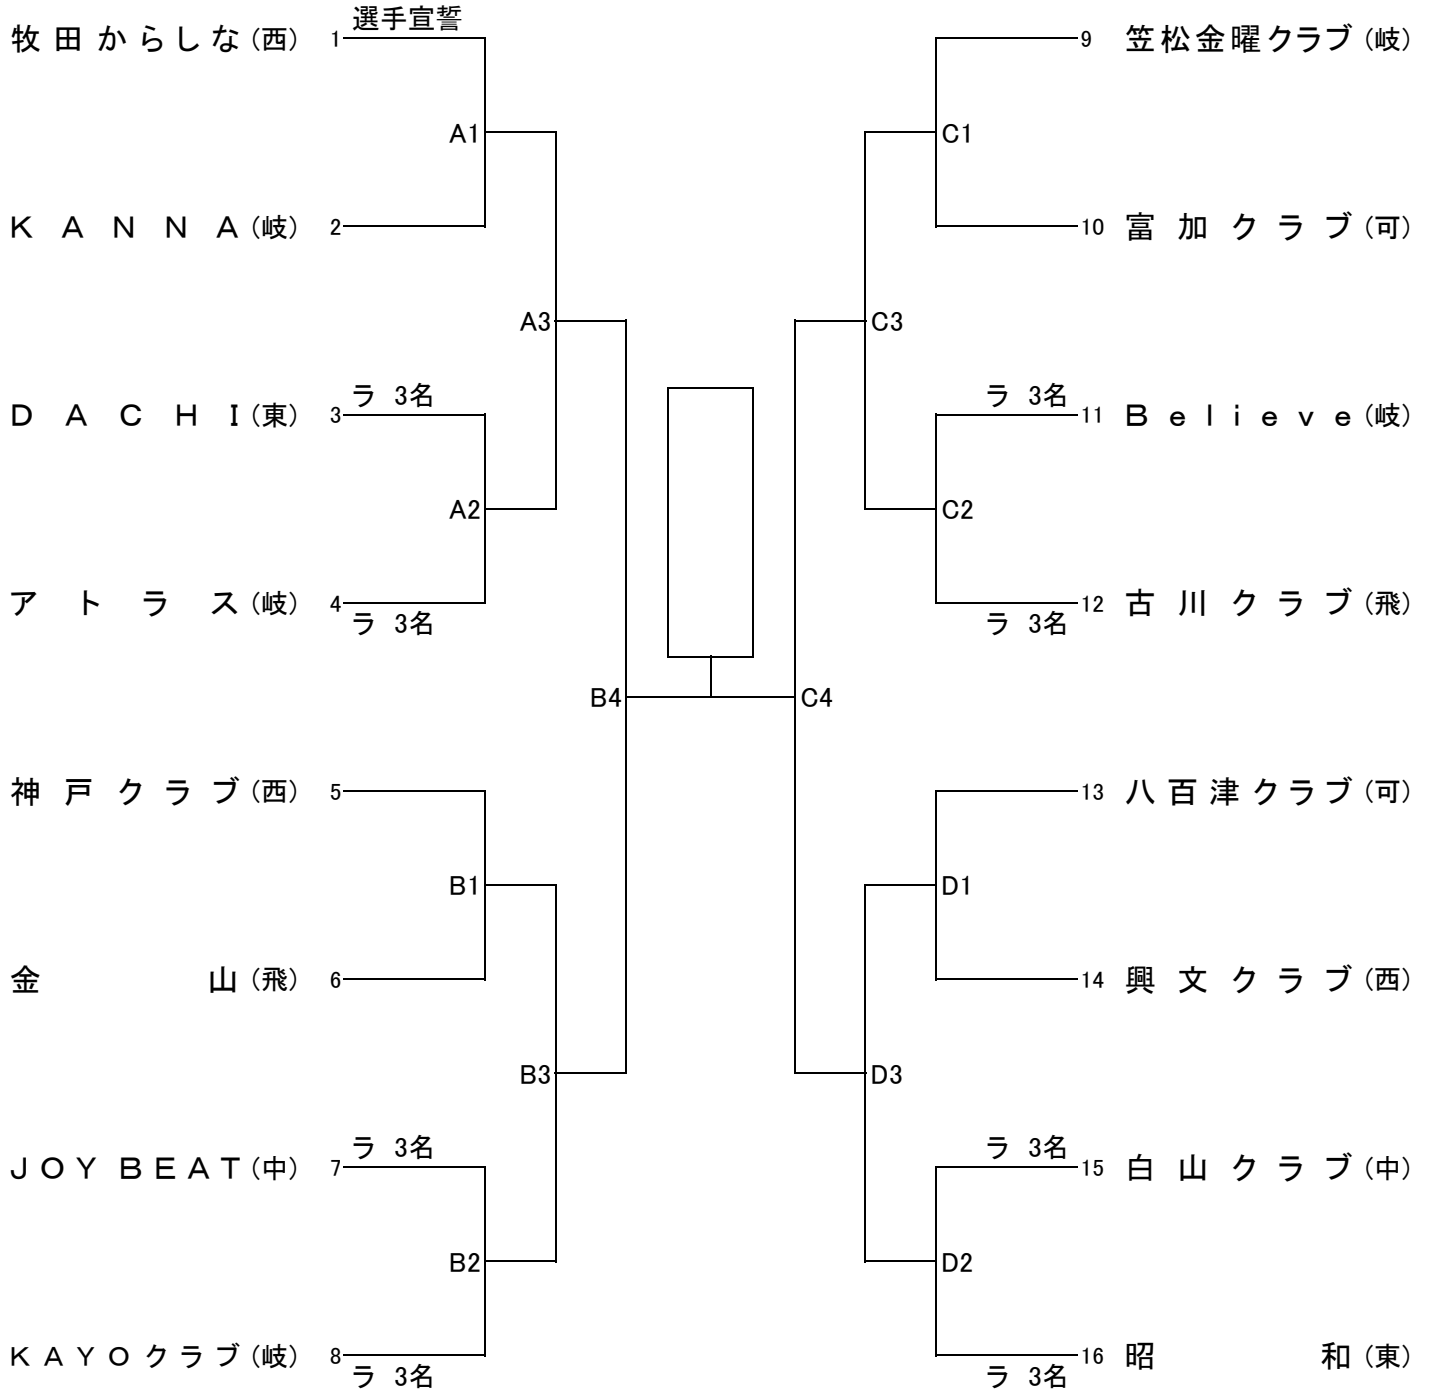 選手宣誓
牧田からしな(西) 1
A1
KANNA(岐) 2
A3
ラ 3名
DACHI(東) 3
A2
アトラス(岐) 4
ラ 3名
B4
神戸クラブ(西) 5
B1
金山(飛) 6
B3
ラ 3名
JOY BEAT(中) 7
B2
KAYOクラブ(岐) 8
ラ 3名
9 笠松金曜クラブ(岐)
C1
10 富加クラブ(可)
C3
ラ 3名
11 Believe(岐)
C2
12 古川クラブ(飛)
ラ 3名
C4
13 八百津クラブ(可)
D1
14 興文クラブ(西)
D3
ラ 3名
15 白山クラブ(中)
D2
16 昭和(東)
ラ 3名